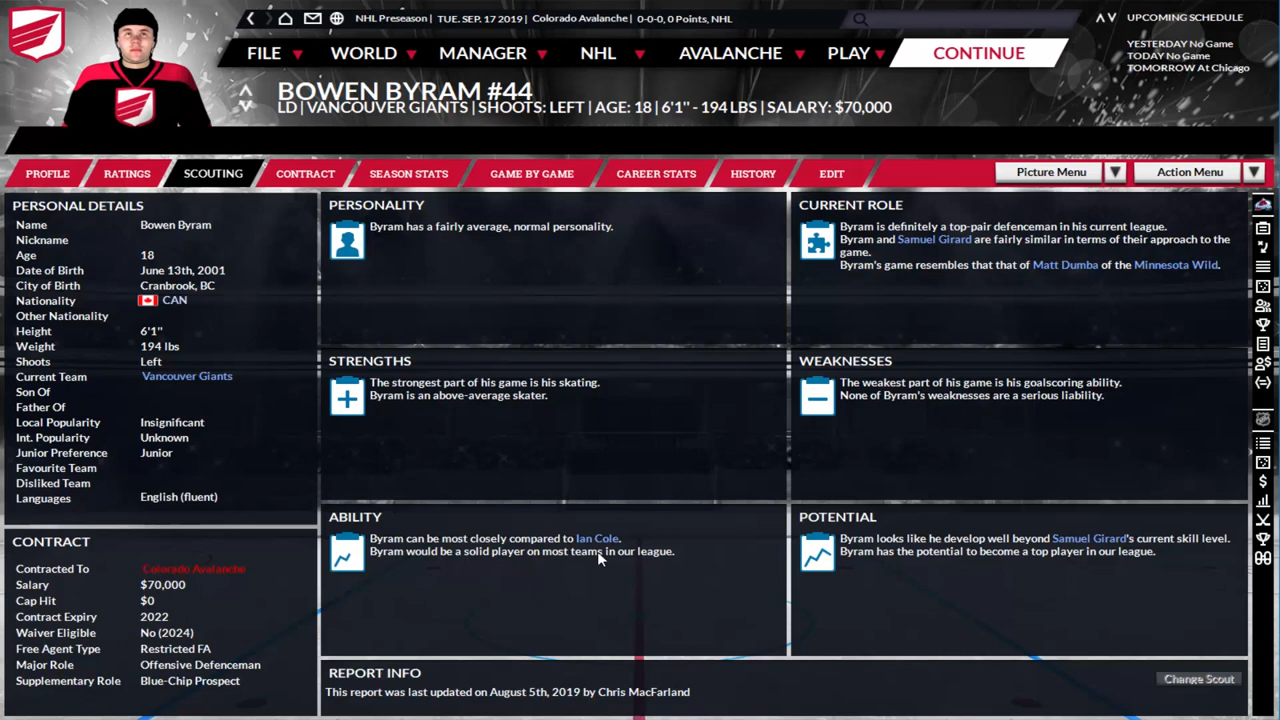 NHL Preseason | TUE. SEP. 17 2019 | Colorado Avalanche | 0-0-0, 0 Points, NHL
UPCOMING SCHEDULE
YESTERDAY No Game
TODAY No Game
TOMORROW At Chicago
FILE WORLD MANAGER NHL AVALANCHE PLAY CONTINUE
BOWEN BYRAM #44
LD | VANCOUVER GIANTS | SHOOTS: LEFT | AGE: 18 | 6'1" - 194 LBS | SALARY: $70,000
PROFILE RATINGS SCOUTING CONTRACT SEASON STATS GAME BY GAME CAREER STATS HISTORY EDIT Picture Menu Action Menu
PERSONAL DETAILS
Name Bowen Byram
Nickname
Age 18
Date of Birth June 13th, 2001
City of Birth Cranbrook, BC
Nationality CAN
Other Nationality
Height 6'1"
Weight 194 lbs
Shoots Left
Current Team Vancouver Giants
Son Of
Father Of
Local Popularity Insignificant
Int. Popularity Unknown
Junior Preference Junior
Favourite Team
Disliked Team
Languages English (fluent)
CONTRACT
Contracted To Colorado Avalanche
Salary $70,000
Cap Hit $0
Contract Expiry 2022
Waiver Eligible No (2024)
Free Agent Type Restricted FA
Major Role Offensive Defenceman
Supplementary Role Blue-Chip Prospect
PERSONALITY
Byram has a fairly average, normal personality.
CURRENT ROLE
Byram is definitely a top-pair defenceman in his current league.
Byram and Samuel Girard are fairly similar in terms of their approach to the
game.
Byram's game resembles that that of Matt Dumba of the Minnesota Wild.
STRENGTHS
The strongest part of his game is his skating.
Byram is an above-average skater.
WEAKNESSES
The weakest part of his game is his goalscoring ability.
None of Byram's weaknesses are a serious liability.
ABILITY
Byram can be most closely compared to Ian Cole.
Byram would be a solid player on most teams in our league.
POTENTIAL
Byram looks like he develop well beyond Samuel Girard's current skill level.
Byram has the potential to become a top player in our league.
REPORT INFO
This report was last updated on August 5th, 2019 by Chris MacFarland
Change Scout